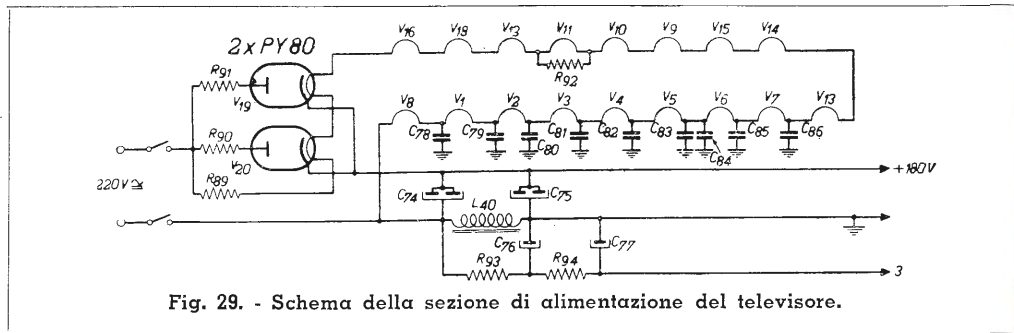 V16 V18 V13 V11 V10 V9 V15 V14
2 x PY80
R92
R91
V19
V8 V1 V2 V3 V4 V5 V6 V7 V13
C78 C79 C80 C81 C82 C83 C84 C85 C86
R90
V20
R89
220V ≅
+180V
C74 C75
L40
C76 C77
R93 R94
3
Fig. 29. - Schema della sezione di alimentazione del televisore.